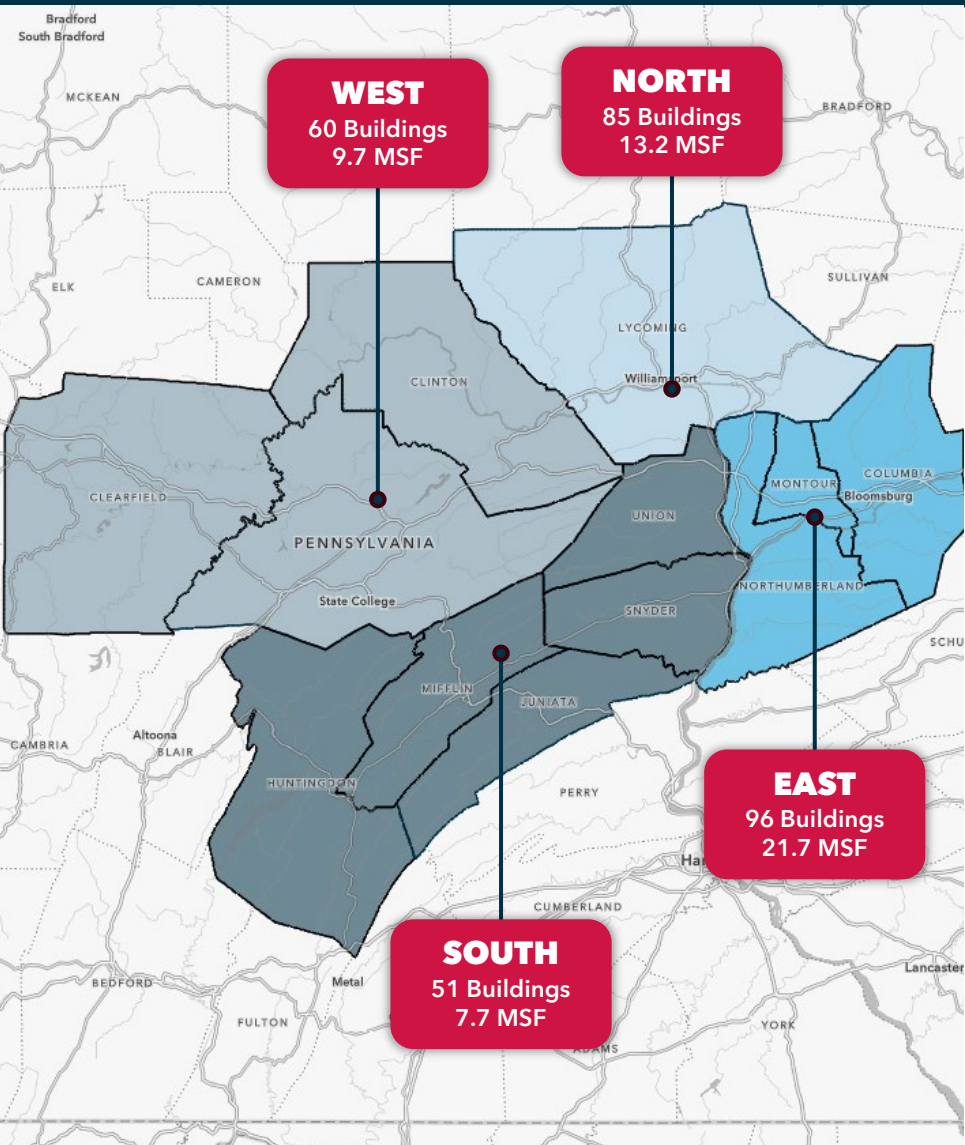 Bradford
South Bradford
MCKEAN
BRADFORD
WEST
60 Buildings
9.7 MSF
NORTH
85 Buildings
13.2 MSF
ELK
CAMERON
SULLIVAN
LYCOMING
Williamsport
CLINTON
CLEARFIELD
MONTOUR
COLUMBIA
Bloomsburg
UNION
PENNSYLVANIA
NORTHUMBERLAND
State College
SNYDER
SCHU
MIFFLIN
JUNIATA
CAMBRIA
Altoona
BLAIR
HUNTINGDON
PERRY
EAST
96 Buildings
21.7 MSF
Har
CUMBERLAND
SOUTH
51 Buildings
7.7 MSF
BEDFORD
Metal
Lancaster
FULTON
YORK
ADAMS